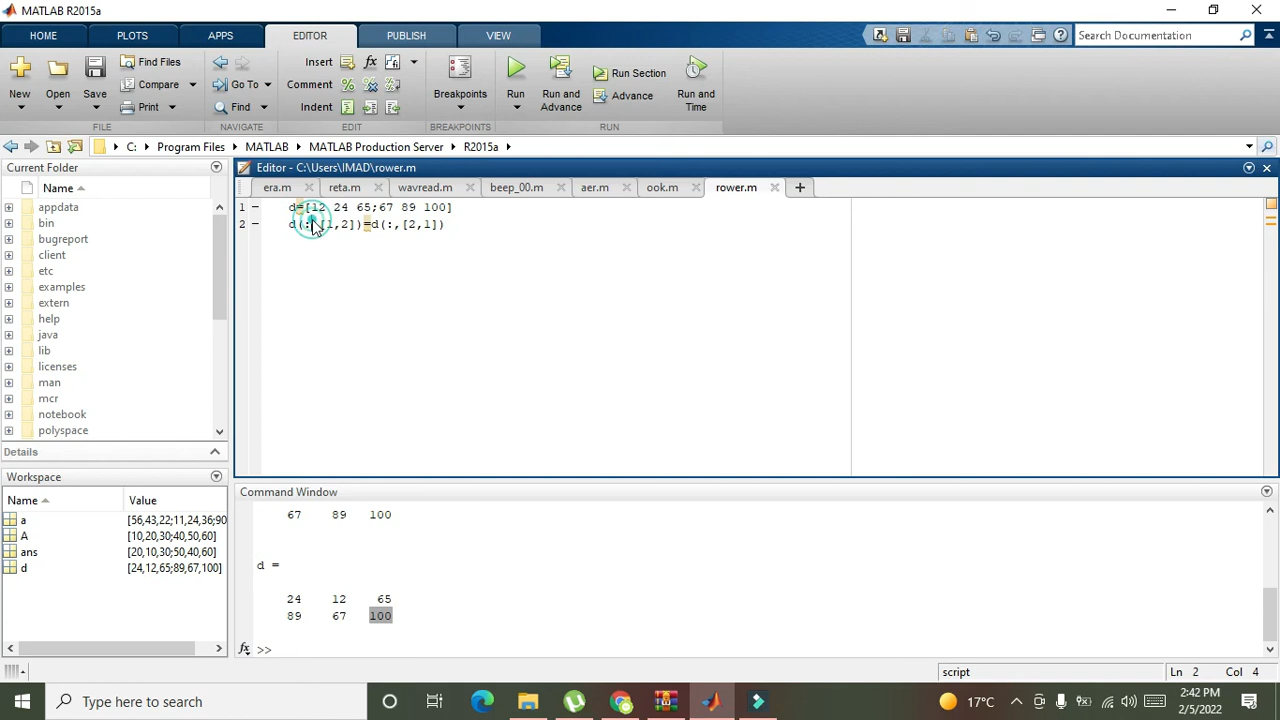 MATLAB R2015a
HOME PLOTS APPS EDITOR PUBLISH VIEW Search Documentation
New Open Save Find Files Compare Print Go To Find Insert fx Comment Indent Breakpoints Run Run and Advance Run Section Advance Run and Time
FILE NAVIGATE EDIT BREAKPOINTS RUN
C: Program Files MATLAB MATLAB Production Server R2015a
Current Folder
Name
appdata
bin
bugreport
client
etc
examples
extern
help
java
lib
licenses
man
mcr
notebook
polyspace
Details
Workspace
Name Value
a [56,43,22;11,24,36;90
A [10,20,30;40,50,60]
ans [20,10,30;50,40,60]
d [24,12,65;89,67,100]
Editor - C:\Users\IMAD\rower.m
era.m reta.m wavread.m beep_00.m aer.m ook.m rower.m
1 d=[12 24 65;67 89 100]
2 d(:,[1,2])=d(:,[2,1])
Command Window
67 89 100
d =
24 12 65
89 67 100
fx >>
script Ln 2 Col 4
Type here to search 17°C 2:42 PM
2/5/2022